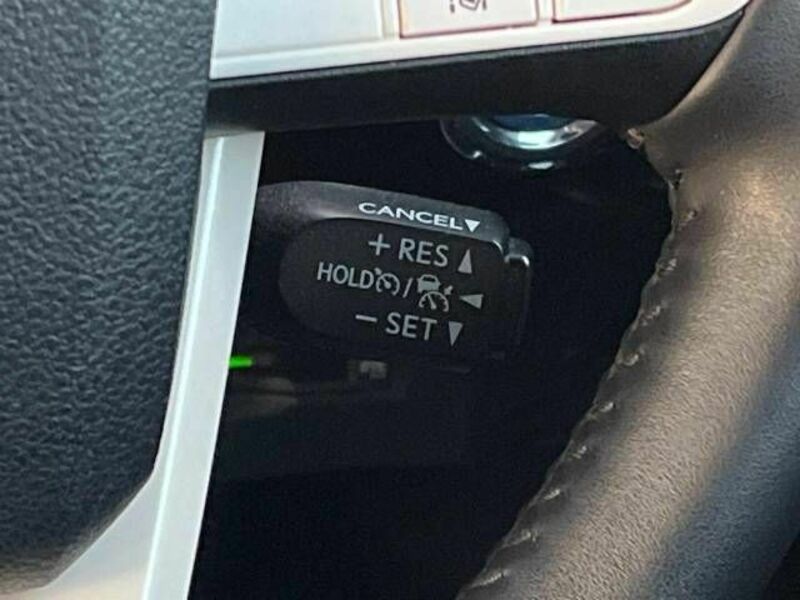 CANCEL▼
+ RES ▲
HOLD / ◀
- SET ▼